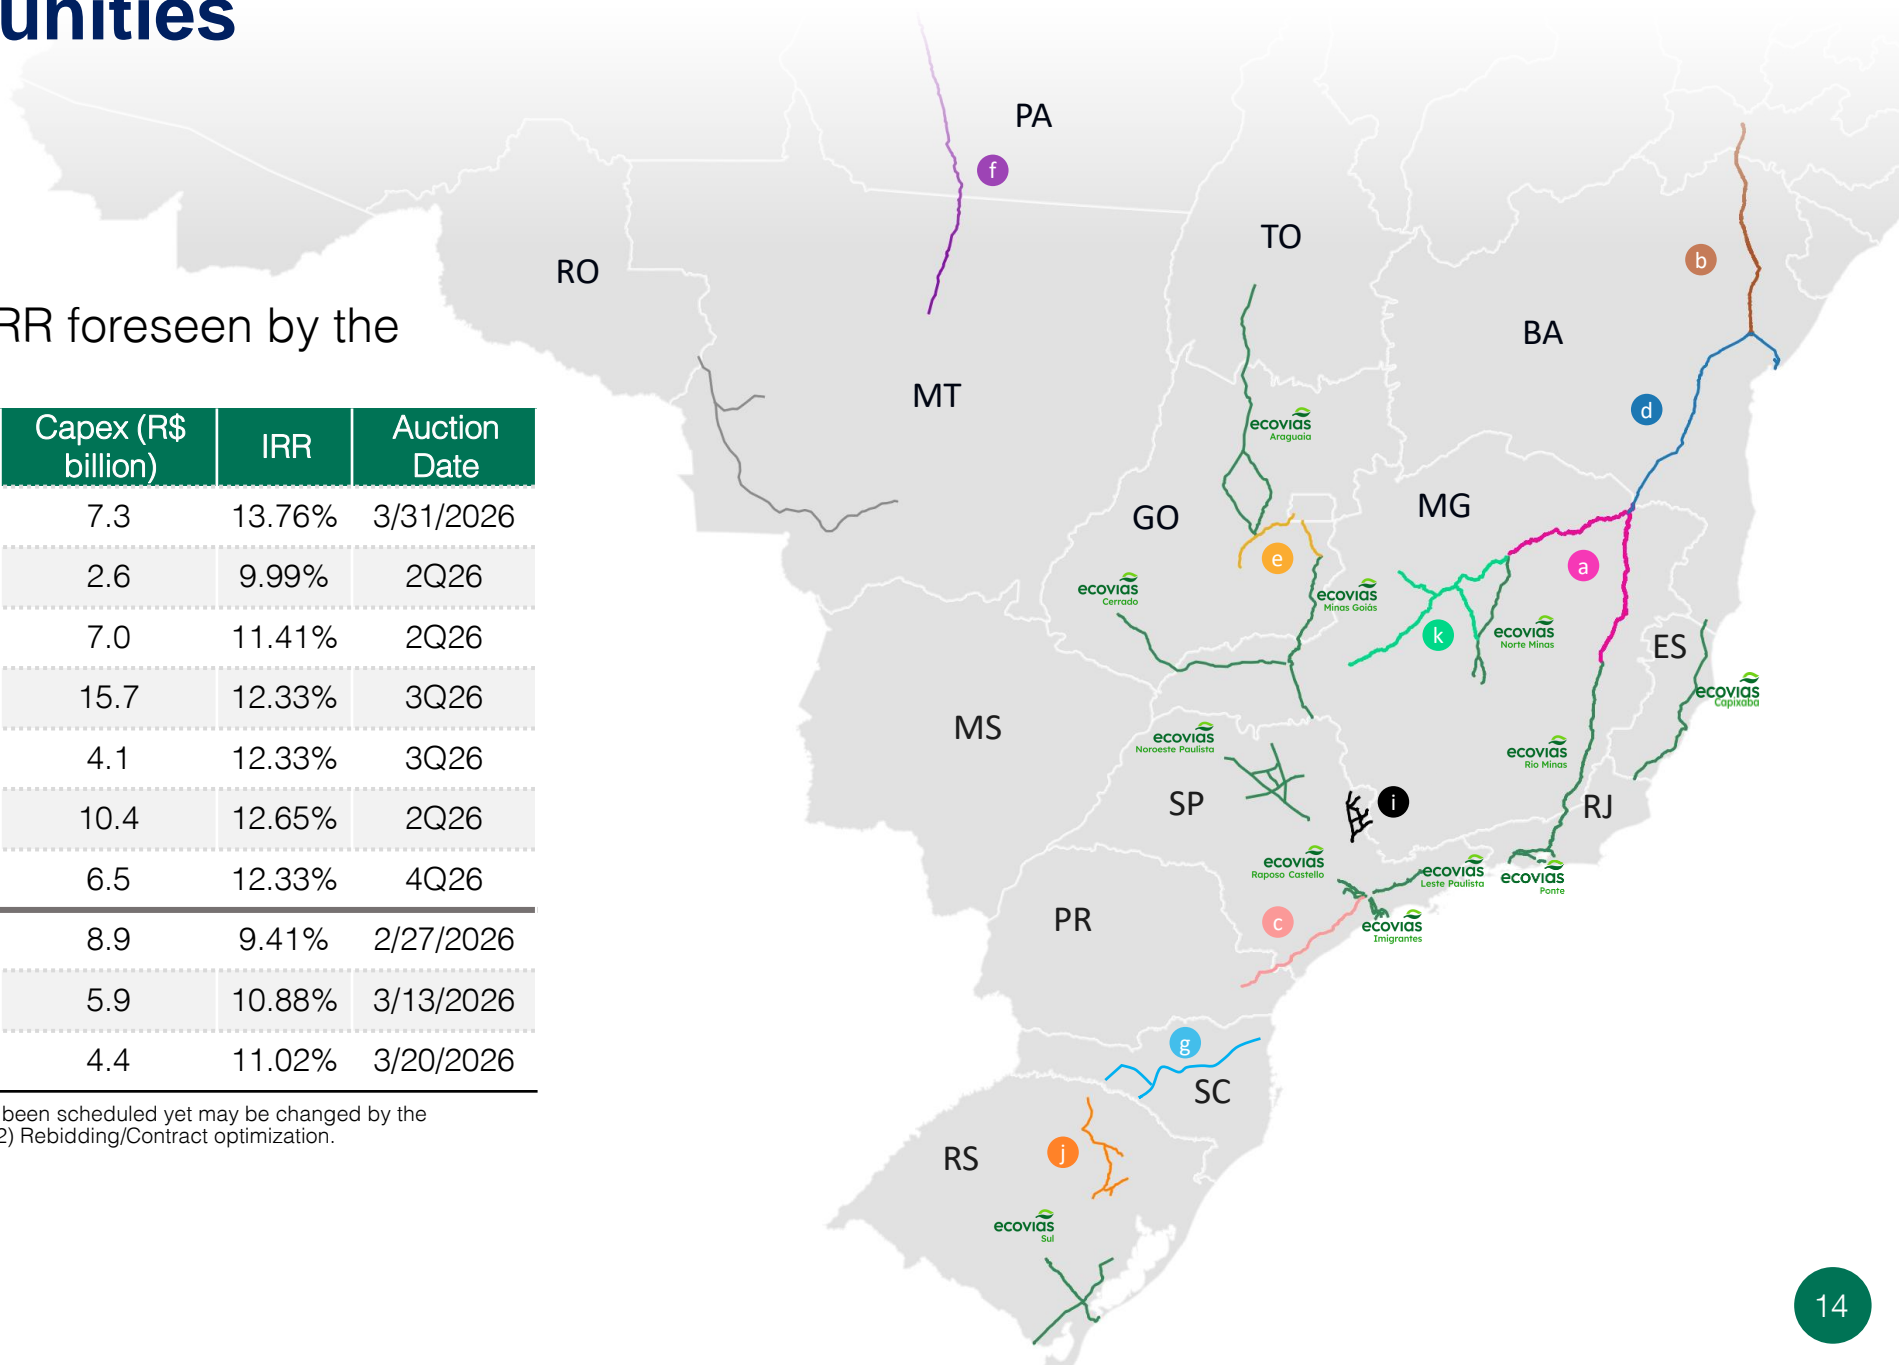 unities
RR foreseen by the
Capex (R$ billion) IRR Auction Date
7.3 13.76% 3/31/2026
2.6 9.99% 2Q26
7.0 11.41% 2Q26
15.7 12.33% 3Q26
4.1 12.33% 3Q26
10.4 12.65% 2Q26
6.5 12.33% 4Q26
8.9 9.41% 2/27/2026
5.9 10.88% 3/13/2026
4.4 11.02% 3/20/2026
been scheduled yet may be changed by the
2) Rebidding/Contract optimization.
PA
f
TO
RO
b
BA
MT
d
ecovias
Araguaia
MG
GO
e
a
ecovias
Cerrado
ecovias
Minas Goiás
k
ecovias
Norte Minas
ES
ecovias
Capixaba
MS
ecovias
Noroeste Paulista
ecovias
Rio Minas
SP
i
RJ
ecovias
Raposo Castello
ecovias
Leste Paulista
ecovias
Ponte
PR
c
ecovias
Imigrantes
g
SC
RS
j
ecovias
Sul
14